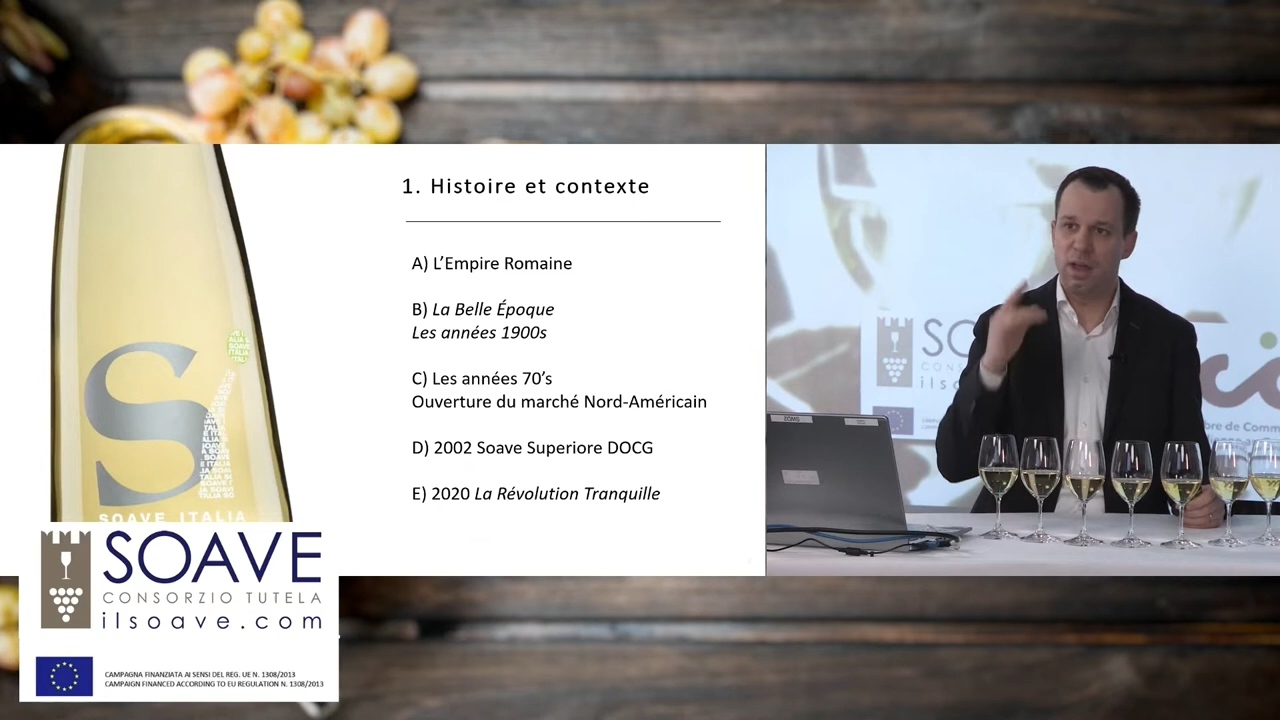 1. Histoire et contexte
A) L'Empire Romaine
B) La Belle Époque
Les années 1900s
C) Les années 70's
Ouverture du marché Nord-Américain
D) 2002 Soave Superiore DOCG
E) 2020 La Révolution Tranquille
S
SOAVE ITALIA
SOAVE
CONSORZIO TUTELA
ilsoave.com
CAMPAGNA FINANZIATA AI SENSI DEL REG. UE N. 1308/2013
CAMPAIGN FINANCED ACCORDING TO EU REGULATION N. 1308/2013